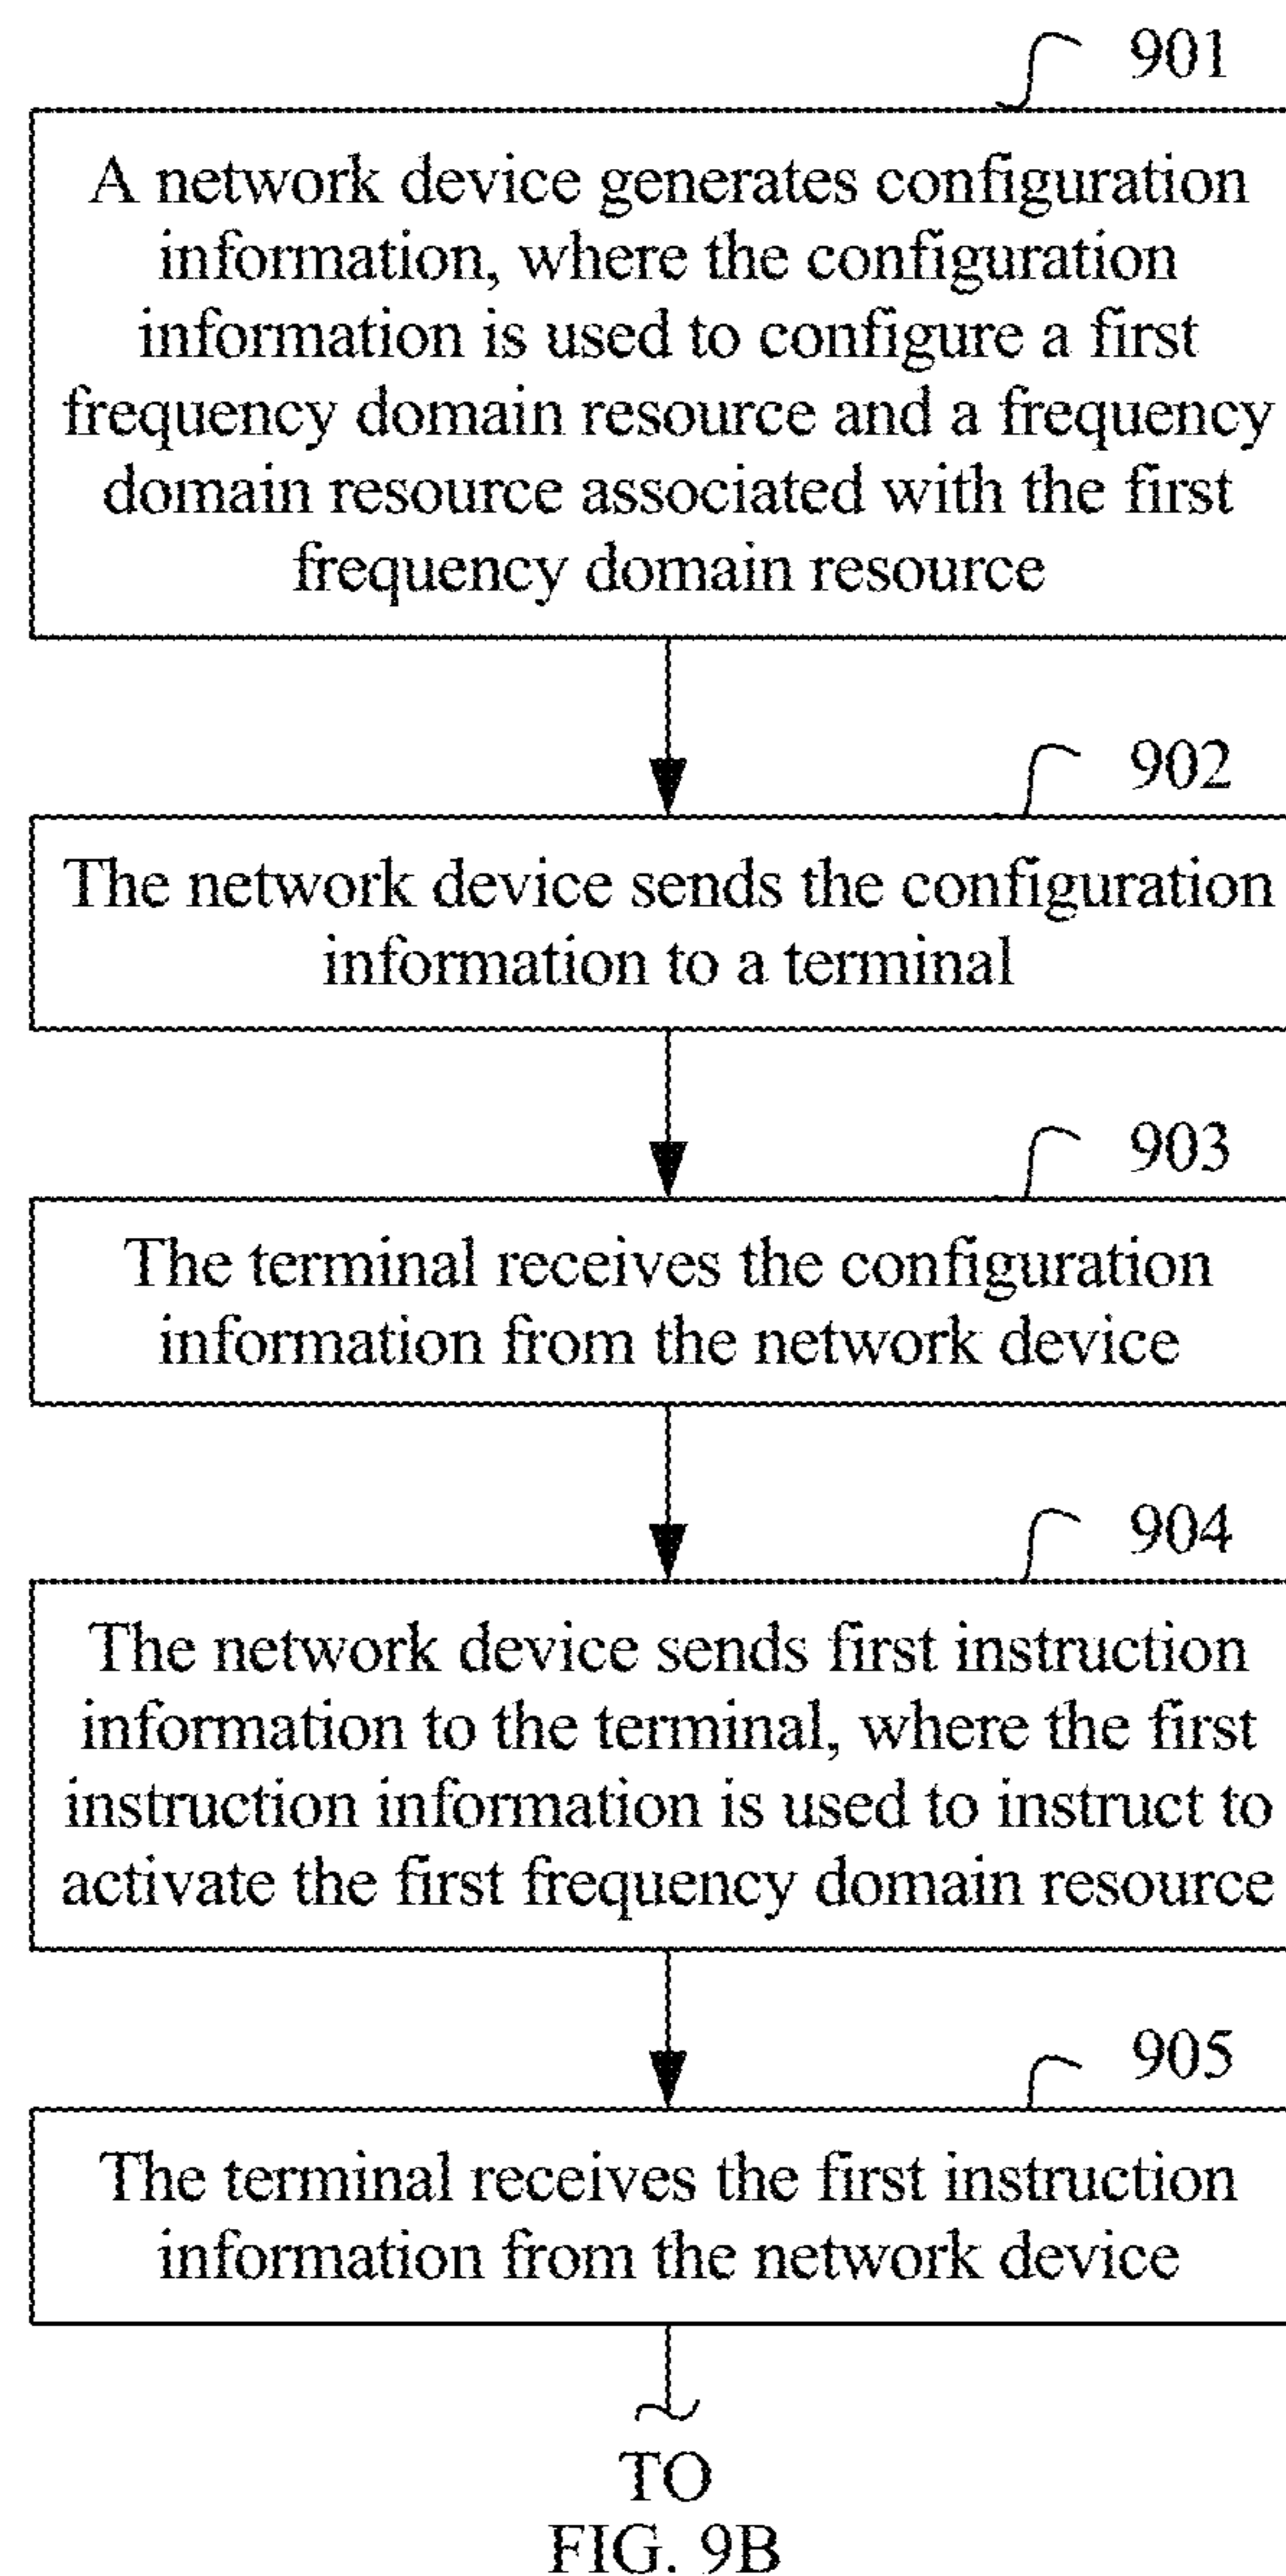 901
A network device generates configuration
information, where the configuration
information is used to configure a first
frequency domain resource and a frequency
domain resource associated with the first
frequency domain resource
902
The network device sends the configuration
information to a terminal
903
The terminal receives the configuration
information from the network device
904
The network device sends first instruction
information to the terminal, where the first
instruction information is used to instruct to
activate the first frequency domain resource
905
The terminal receives the first instruction
information from the network device
TO
FIG. 9B